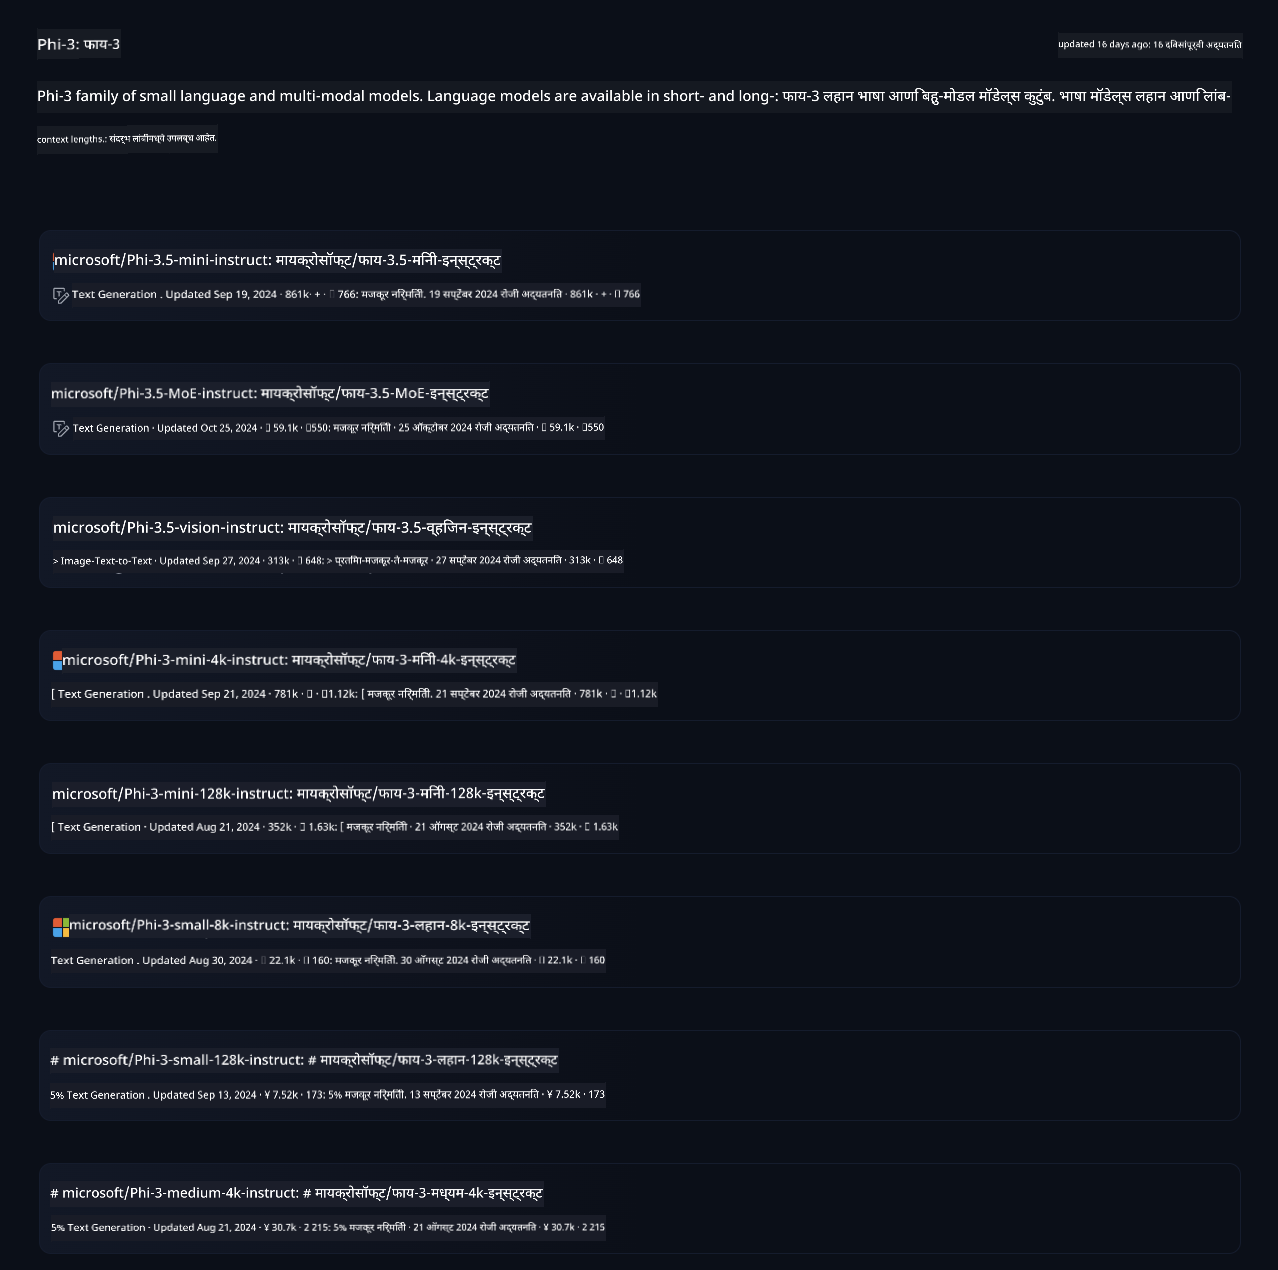 Phi-3: फाय-3
updated 16 days ago: 16 दिवसांपूर्वी अद्यतनित
Phi-3 family of small language and multi-modal models. Language models are available in short- and long-: फाय-3 लहान भाषा आणि बहु-मोडल मॉडेल्स कुटुंब. भाषा मॉडेल्स लहान आणि लांब-
context lengths.: संदर्भ लांबीमध्ये उपलब्ध आहेत.
microsoft/Phi-3.5-mini-instruct: मायक्रोसॉफ्ट/फाय-3.5-मिनी-इन्स्ट्रक्ट
Text Generation . Updated Sep 19, 2024 · 861k· + · 766: मजकूर निर्मिती. 19 सप्टेंबर 2024 रोजी अद्यतनित · 861k · + · 766
microsoft/Phi-3.5-MoE-instruct: मायक्रोसॉफ्ट/फाय-3.5-MoE-इन्स्ट्रक्ट
Text Generation · Updated Oct 25, 2024 · 59.1k · 550: मजकूर निर्मिती · 25 ऑक्टोबर 2024 रोजी अद्यतनित · 59.1k · 550
microsoft/Phi-3.5-vision-instruct: मायक्रोसॉफ्ट/फाय-3.5-व्हिजन-इन्स्ट्रक्ट
> Image-Text-to-Text · Updated Sep 27, 2024 · 313k · 648: > प्रतिमा-मजकूर-ते-मजकूर · 27 सप्टेंबर 2024 रोजी अद्यतनित · 313k · 648
microsoft/Phi-3-mini-4k-instruct: मायक्रोसॉफ्ट/फाय-3-मिनी-4k-इन्स्ट्रक्ट
[ Text Generation . Updated Sep 21, 2024 · 781k · · 1.12k: [ मजकूर निर्मिती. 21 सप्टेंबर 2024 रोजी अद्यतनित · 781k · · 1.12k
microsoft/Phi-3-mini-128k-instruct: मायक्रोसॉफ्ट/फाय-3-मिनी-128k-इन्स्ट्रक्ट
[ Text Generation · Updated Aug 21, 2024 · 352k · 1.63k: [ मजकूर निर्मिती · 21 ऑगस्ट 2024 रोजी अद्यतनित · 352k · 1.63k
microsoft/Phi-3-small-8k-instruct: मायक्रोसॉफ्ट/फाय-3-लहान-8k-इन्स्ट्रक्ट
Text Generation . Updated Aug 30, 2024 · 22.1k · 160: मजकूर निर्मिती. 30 ऑगस्ट 2024 रोजी अद्यतनित · 22.1k · 160
# microsoft/Phi-3-small-128k-instruct: # मायक्रोसॉफ्ट/फाय-3-लहान-128k-इन्स्ट्रक्ट
5% Text Generation . Updated Sep 13, 2024 · ¥ 7.52k · 173: 5% मजकूर निर्मिती. 13 सप्टेंबर 2024 रोजी अद्यतनित · ¥ 7.52k · 173
# microsoft/Phi-3-medium-4k-instruct: # मायक्रोसॉफ्ट/फाय-3-मध्यम-4k-इन्स्ट्रक्ट
5% Text Generation · Updated Aug 21, 2024 · ¥ 30.7k · 2 215: 5% मजकूर निर्मिती · 21 ऑगस्ट 2024 रोजी अद्यतनित · ¥ 30.7k · 2 215